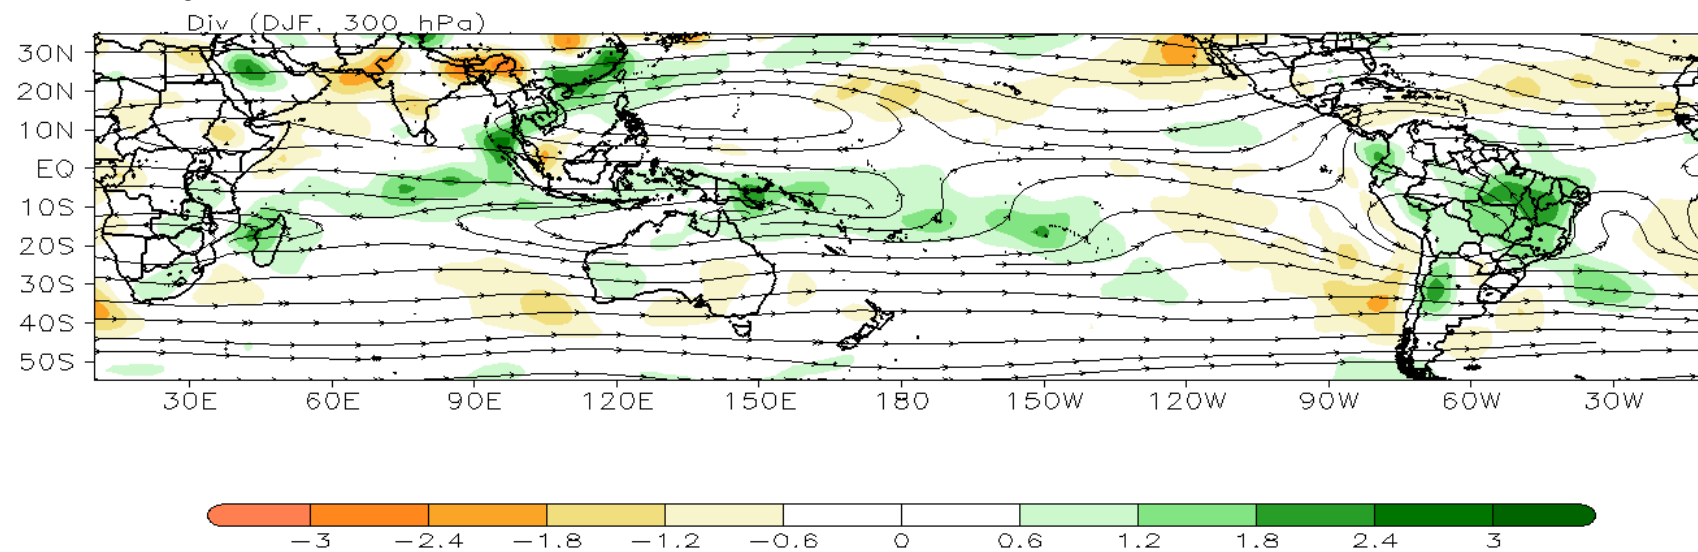 Div (DJF, 300 hPa)
30N
20N
10N
EQ
10S
20S
30S
40S
50S
30E 60E 90E 120E 150E 180 150W 120W 90W 60W 30W
−3 −2.4 −1.8 −1.2 −0.6 0 0.6 1.2 1.8 2.4 3